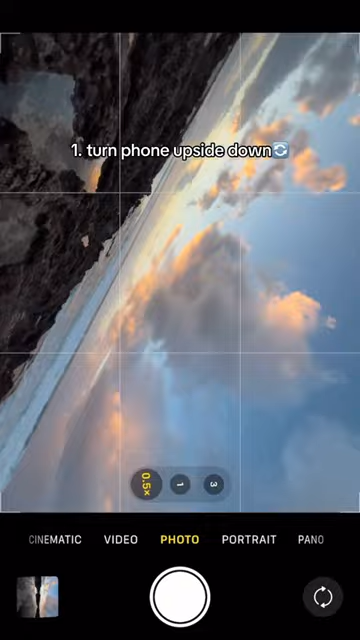 1. turn phone upside down🔄
0.5×
1
3
CINEMATIC VIDEO PHOTO PORTRAIT PANO